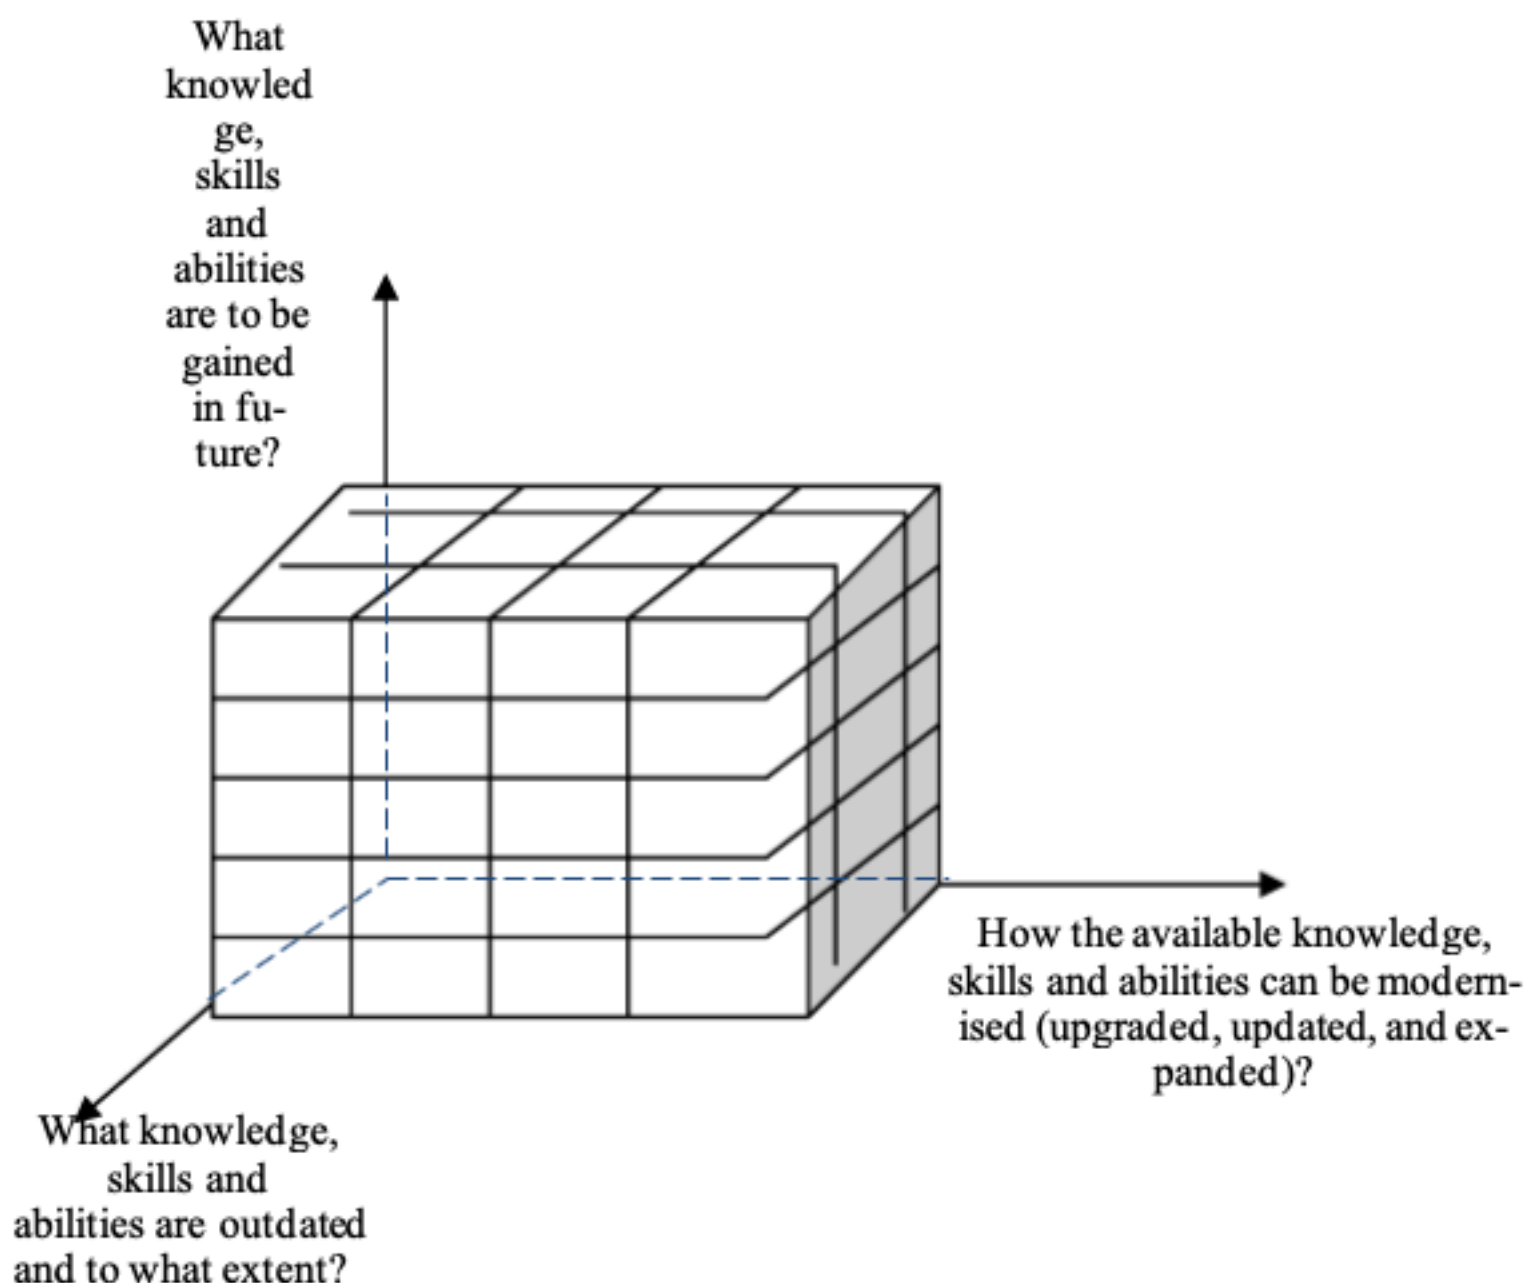 What
knowled
ge,
skills
and
abilities
are to be
gained
in fu-
ture?
How the available knowledge,
skills and abilities can be modern-
ised (upgraded, updated, and ex-
panded)?
What knowledge,
skills and
abilities are outdated
and to what extent?